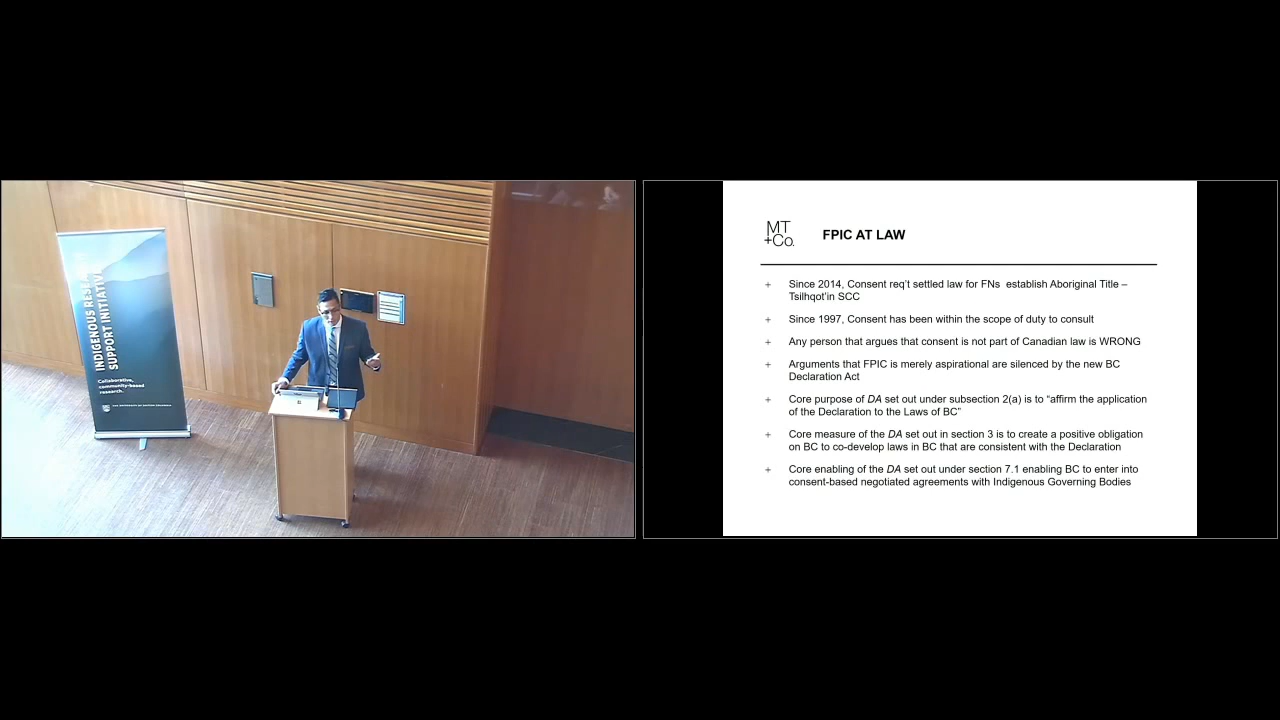 INDIGENOUS RESEARCH
SUPPORT INITIATIVE
Collaborative,
community-based
research.
THE UNIVERSITY OF BRITISH COLUMBIA
MT
+Co.
FPIC AT LAW
+ Since 2014, Consent req't settled law for FNs establish Aboriginal Title –
Tsilhqot'in SCC
+ Since 1997, Consent has been within the scope of duty to consult
+ Any person that argues that consent is not part of Canadian law is WRONG
+ Arguments that FPIC is merely aspirational are silenced by the new BC
Declaration Act
+ Core purpose of DA set out under subsection 2(a) is to “affirm the application
of the Declaration to the Laws of BC”
+ Core measure of the DA set out in section 3 is to create a positive obligation
on BC to co-develop laws in BC that are consistent with the Declaration
+ Core enabling of the DA set out under section 7.1 enabling BC to enter into
consent-based negotiated agreements with Indigenous Governing Bodies